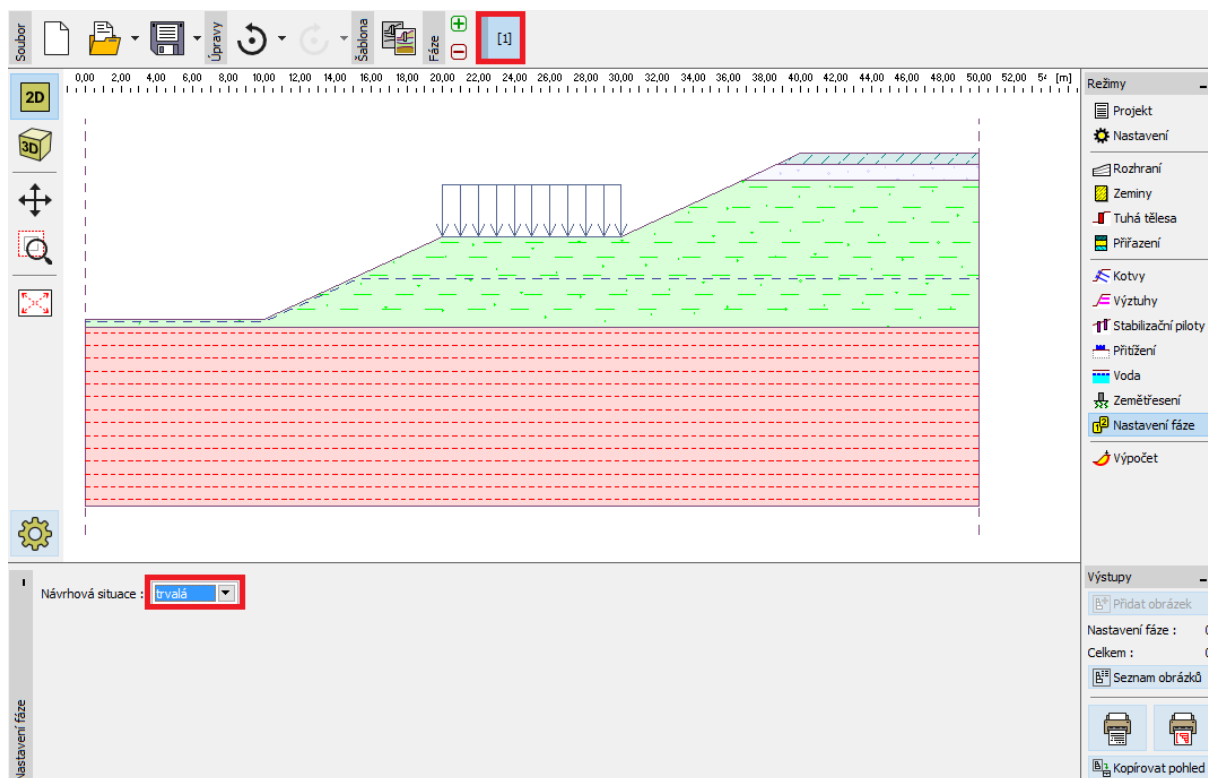 Soubor
Úpravy
Šablona
Fáze
[1]
2D
3D
0,00 2,00 4,00 6,00 8,00 10,00 12,00 14,00 16,00 18,00 20,00 22,00 24,00 26,00 28,00 30,00 32,00 34,00 36,00 38,00 40,00 42,00 44,00 46,00 48,00 50,00 52,00 54 [m]
Režimy
Projekt
Nastavení
Rozhraní
Zeminy
Tuhá tělesa
Přiřazení
Kotvy
Výztuhy
Stabilizační piloty
Přitížení
Voda
Zemětřesení
Nastavení fáze
Výpočet
Nastavení fáze
Návrhová situace : trvalá
Výstupy
Přidat obrázek
Nastavení fáze : 0
Celkem : 0
Seznam obrázků
Kopírovat pohled